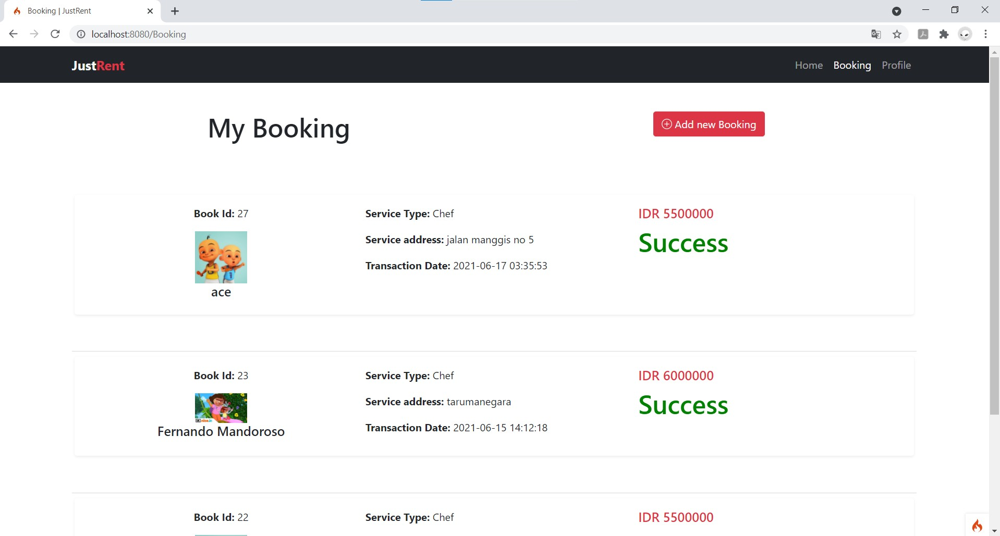 Booking | JustRent
localhost:8080/Booking
JustRent
Home Booking Profile
My Booking
Add new Booking
Book Id: 27
ace
Service Type: Chef
Service address: jalan manggis no 5
Transaction Date: 2021-06-17 03:35:53
IDR 5500000
Success
Book Id: 23
Fernando Mandoroso
Service Type: Chef
Service address: tarumanegara
Transaction Date: 2021-06-15 14:12:18
IDR 6000000
Success
Book Id: 22
Service Type: Chef
IDR 5500000